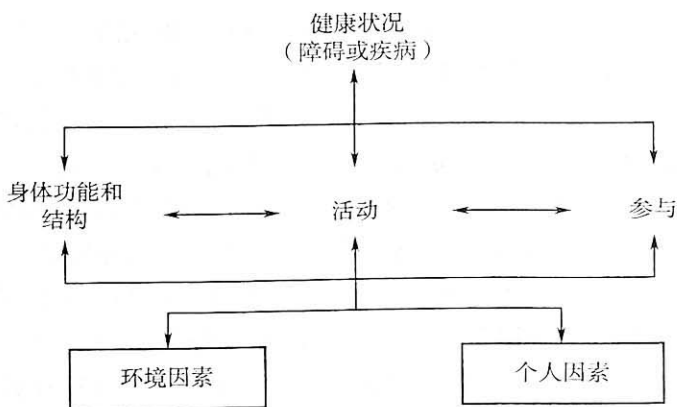 健康状况
（障碍或疾病）
身体功能和
结构
活动
参与
环境因素
个人因素